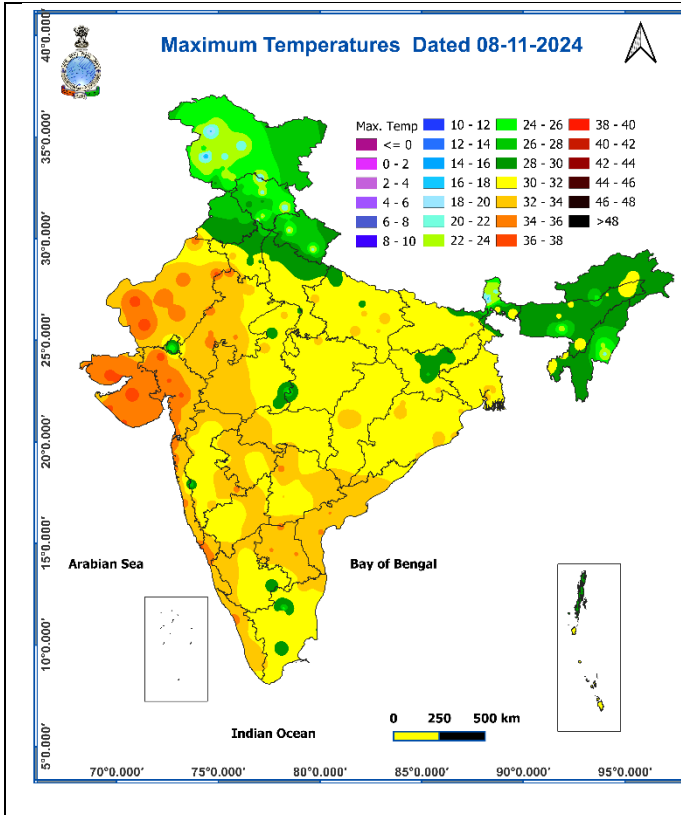 Maximum Temperatures Dated 08-11-2024
Max. Temp
<= 0
0 - 2
2 - 4
4 - 6
6 - 8
8 - 10
10 - 12
12 - 14
14 - 16
16 - 18
18 - 20
20 - 22
22 - 24
24 - 26
26 - 28
28 - 30
30 - 32
32 - 34
34 - 36
36 - 38
38 - 40
40 - 42
42 - 44
44 - 46
46 - 48
>48
40°0.000'
35°0.000'
30°0.000'
25°0.000'
20°0.000'
15°0.000'
10°0.000'
5°0.000'
Arabian Sea
Bay of Bengal
Indian Ocean
0 250 500 km
70°0.000' 75°0.000' 80°0.000' 85°0.000' 90°0.000' 95°0.000'